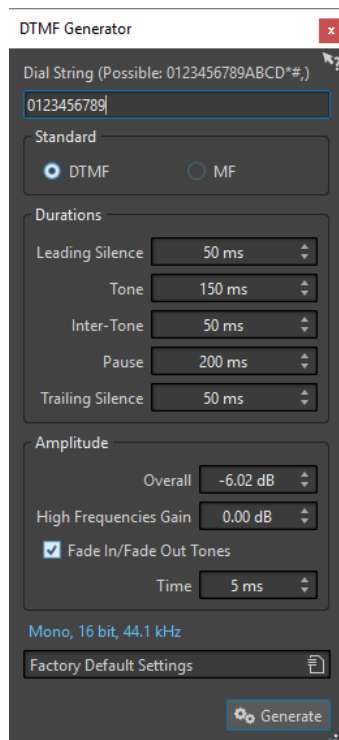 DTMF Generator
x
Dial String (Possible: 0123456789ABCD*#,)
?
0123456789
Standard
DTMF MF
Durations
Leading Silence 50 ms
Tone 150 ms
Inter-Tone 50 ms
Pause 200 ms
Trailing Silence 50 ms
Amplitude
Overall -6.02 dB
High Frequencies Gain 0.00 dB
Fade In/Fade Out Tones
Time 5 ms
Mono, 16 bit, 44.1 kHz
Factory Default Settings
Generate